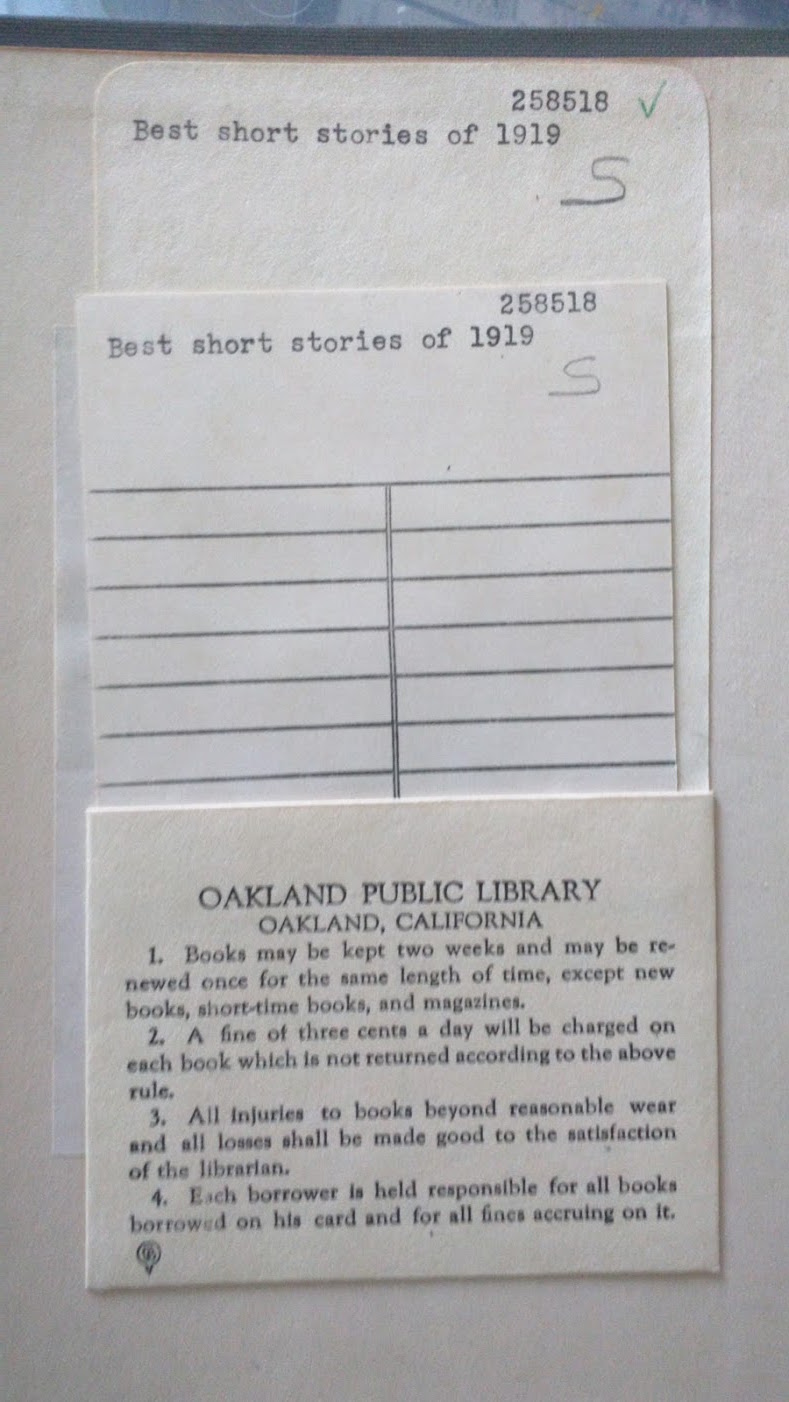 258518 ✓
Best short stories of 1919
S
258518
Best short stories of 1919
S
OAKLAND PUBLIC LIBRARY
OAKLAND, CALIFORNIA
1. Books may be kept two weeks and may be re-
newed once for the same length of time, except new
books, short-time books, and magazines.
2. A fine of three cents a day will be charged on
each book which is not returned according to the above
rule.
3. All injuries to books beyond reasonable wear
and all losses shall be made good to the satisfaction
of the librarian.
4. Each borrower is held responsible for all books
borrowed on his card and for all fines accruing on it.